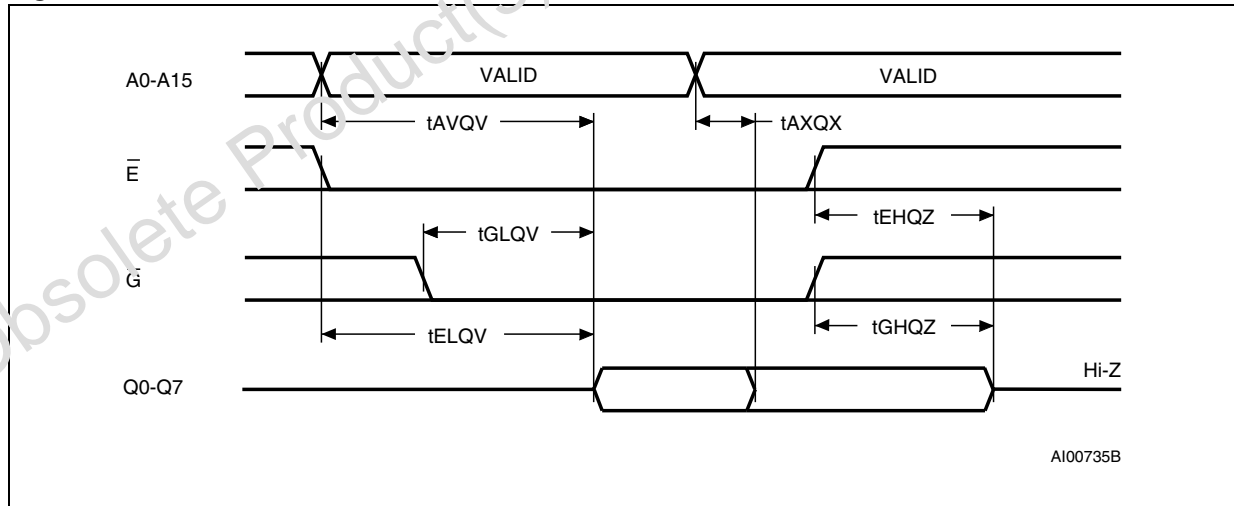 Obsolete Product(s)
A0-A15
VALID
VALID
tAVQV
tAXQX
E̅
tEHQZ
tGLQV
G̅
tELQV
tGHQZ
Q0-Q7
Hi-Z
AI00735B